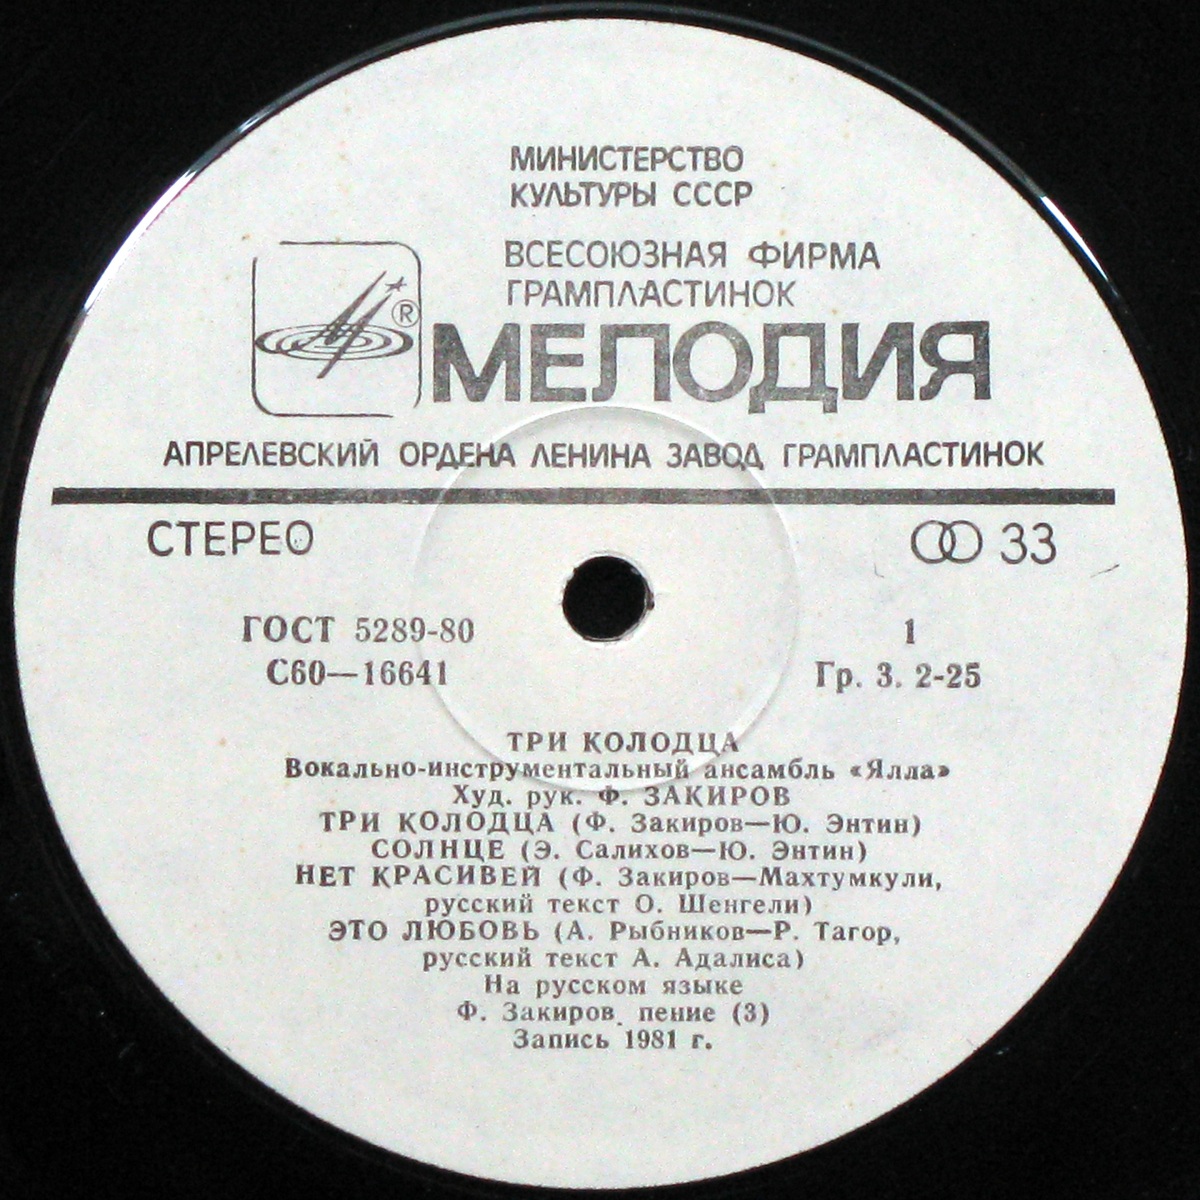 МИНИСТЕРСТВО
КУЛЬТУРЫ СССР
ВСЕСОЮЗНАЯ ФИРМА
ГРАМПЛАСТИНОК
®
МЕЛОДИЯ
АПРЕЛЕВСКИЙ ОРДЕНА ЛЕНИНА ЗАВОД ГРАМПЛАСТИНОК
СТЕРЕО 33
ГОСТ 5289-80 1
С60—16641 Гр. 3. 2-25
ТРИ КОЛОДЦА
Вокально-инструментальный ансамбль «Ялла»
Худ. рук. Ф. ЗАКИРОВ
ТРИ КОЛОДЦА (Ф. Закиров—Ю. Энтин)
СОЛНЦЕ (Э. Салихов—Ю. Энтин)
НЕТ КРАСИВЕЙ (Ф. Закиров—Махтумкули,
русский текст О. Шенгели)
ЭТО ЛЮБОВЬ (А. Рыбников—Р. Тагор,
русский текст А. Адалиса)
На русском языке
Ф. Закиров. пение (3)
Запись 1981 г.